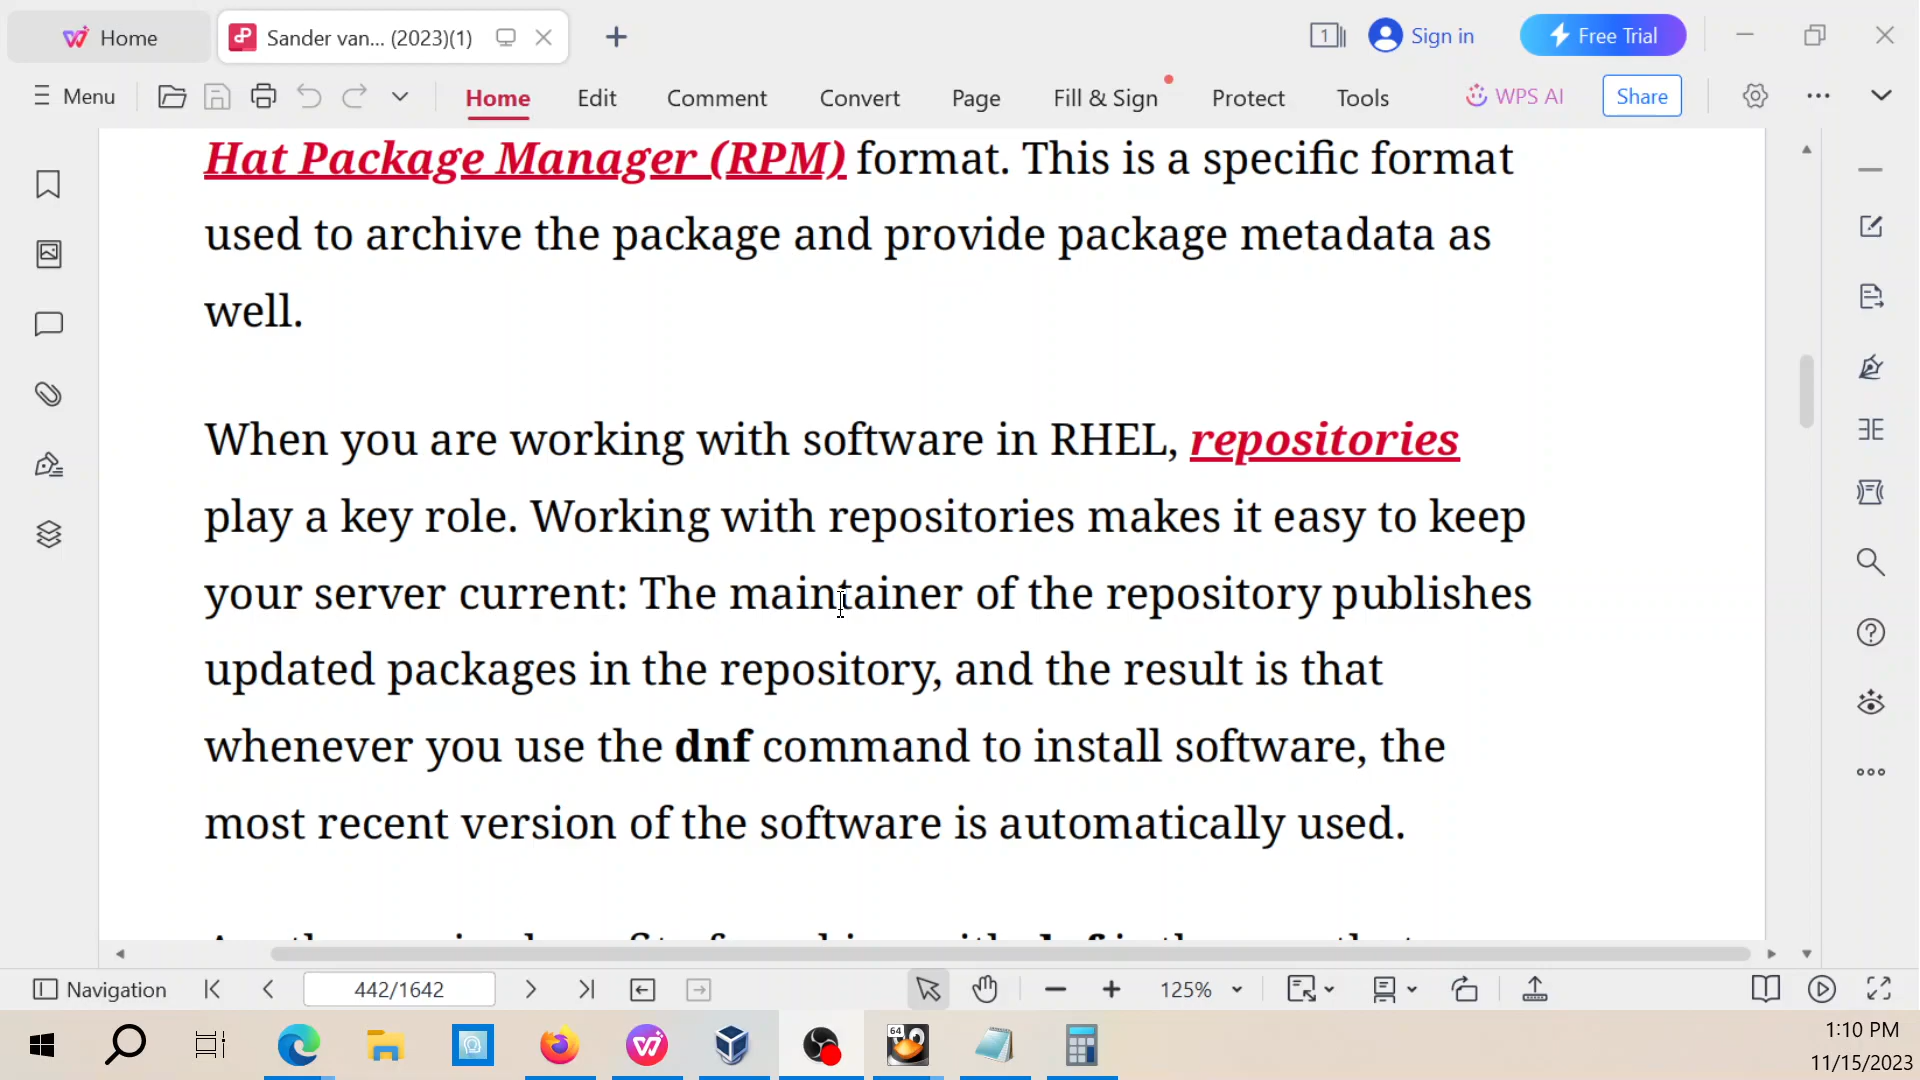 Home
Sander van... (2023)(1)
1
Sign in
Free Trial
Menu
Home
Edit
Comment
Convert
Page
Fill & Sign
Protect
Tools
WPS AI
Share
Hat Package Manager (RPM) format. This is a specific format
used to archive the package and provide package metadata as
well.
When you are working with software in RHEL, repositories
play a key role. Working with repositories makes it easy to keep
your server current: The maintainer of the repository publishes
updated packages in the repository, and the result is that
whenever you use the dnf command to install software, the
most recent version of the software is automatically used.
Navigation
442/1642
125%
64
1:10 PM
11/15/2023